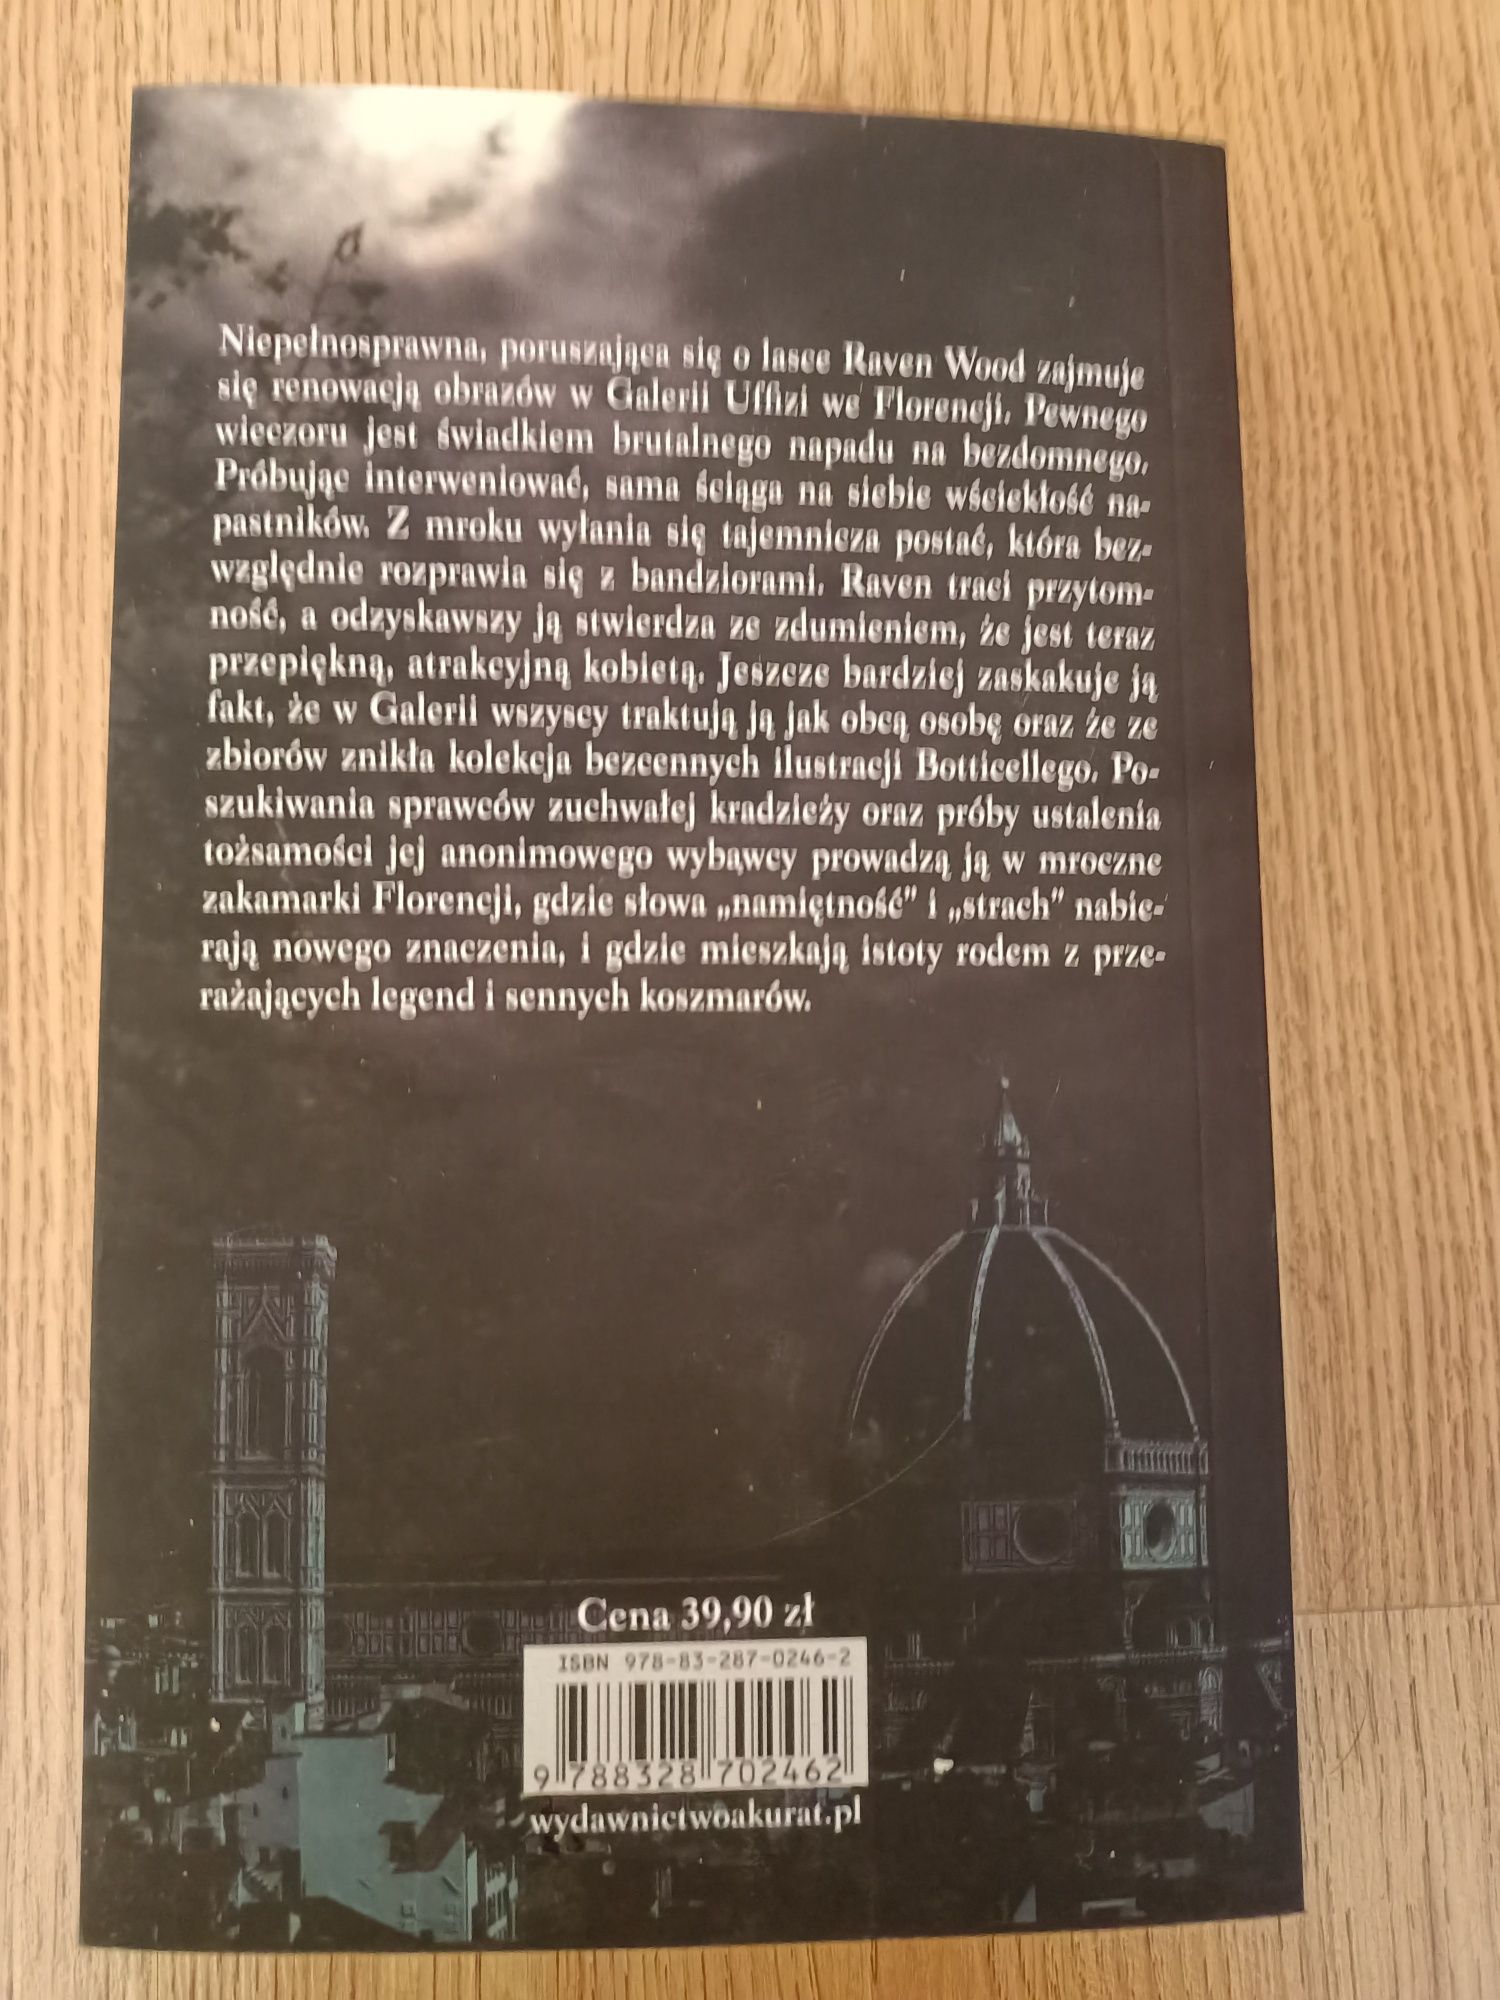 Niepełnosprawna, poruszająca się o lasce Raven Wood zajmuje
się renowacją obrazów w Galerii Uffizi we Florencji. Pewnego
wieczoru jest świadkiem brutalnego napadu na bezdomnego.
Próbując interweniować, sama ściąga na siebie wściekłość na-
pastników. Z mroku wyłania się tajemnicza postać, która bez-
względnie rozprawia się z bandziorami. Raven traci przytom-
ność, a odzyskawszy ją stwierdza ze zdumieniem, że jest teraz
przepiękną, atrakcyjną kobietą. Jeszcze bardziej zaskakuje ją
fakt, że w Galerii wszyscy traktują ją jak obcą osobę oraz że ze
zbiorów znikła kolekcja bezcennych ilustracji Botticellego. Po-
szukiwania sprawców zuchwałej kradzieży oraz próby ustalenia
tożsamości jej anonimowego wybawcy prowadzą ją w mroczne
zakamarki Florencji, gdzie słowa „namiętność” i „strach” nabie-
rają nowego znaczenia, i gdzie mieszkają istoty rodem z prze-
rażających legend i sennych koszmarów.
Cena 39,90 zł
ISBN 978-83-287-0246-2
9 788328 702462
wydawnictwoakurat.pl